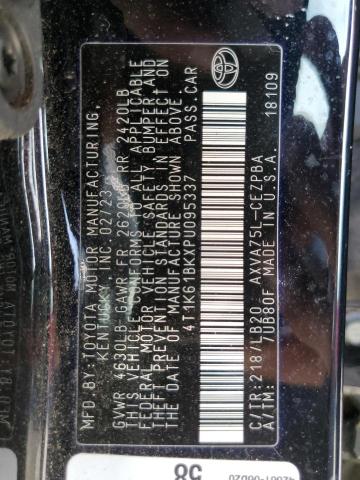 MFD.BY:TOYOTA MOTOR MANUFACTURING,
KENTUCKY, INC. 02/23
GVWR 4630LB GAWR FR 2620LB RR 2420LB
THIS VEHICLE CONFORMS TO ALL APPLICABLE
FEDERAL MOTOR VEHICLE SAFETY, BUMPER, AND
THEFT PREVENTION STANDARDS IN EFFECT ON
THE DATE OF MANUFACTURE SHOWN ABOVE.
4T1K61BKXPU095337 PASS.CAR
C/TR:218/LB20 AXVA75L-CEZPBA
A/TM: 7UB80F MADE IN U.S.A. 18109
58